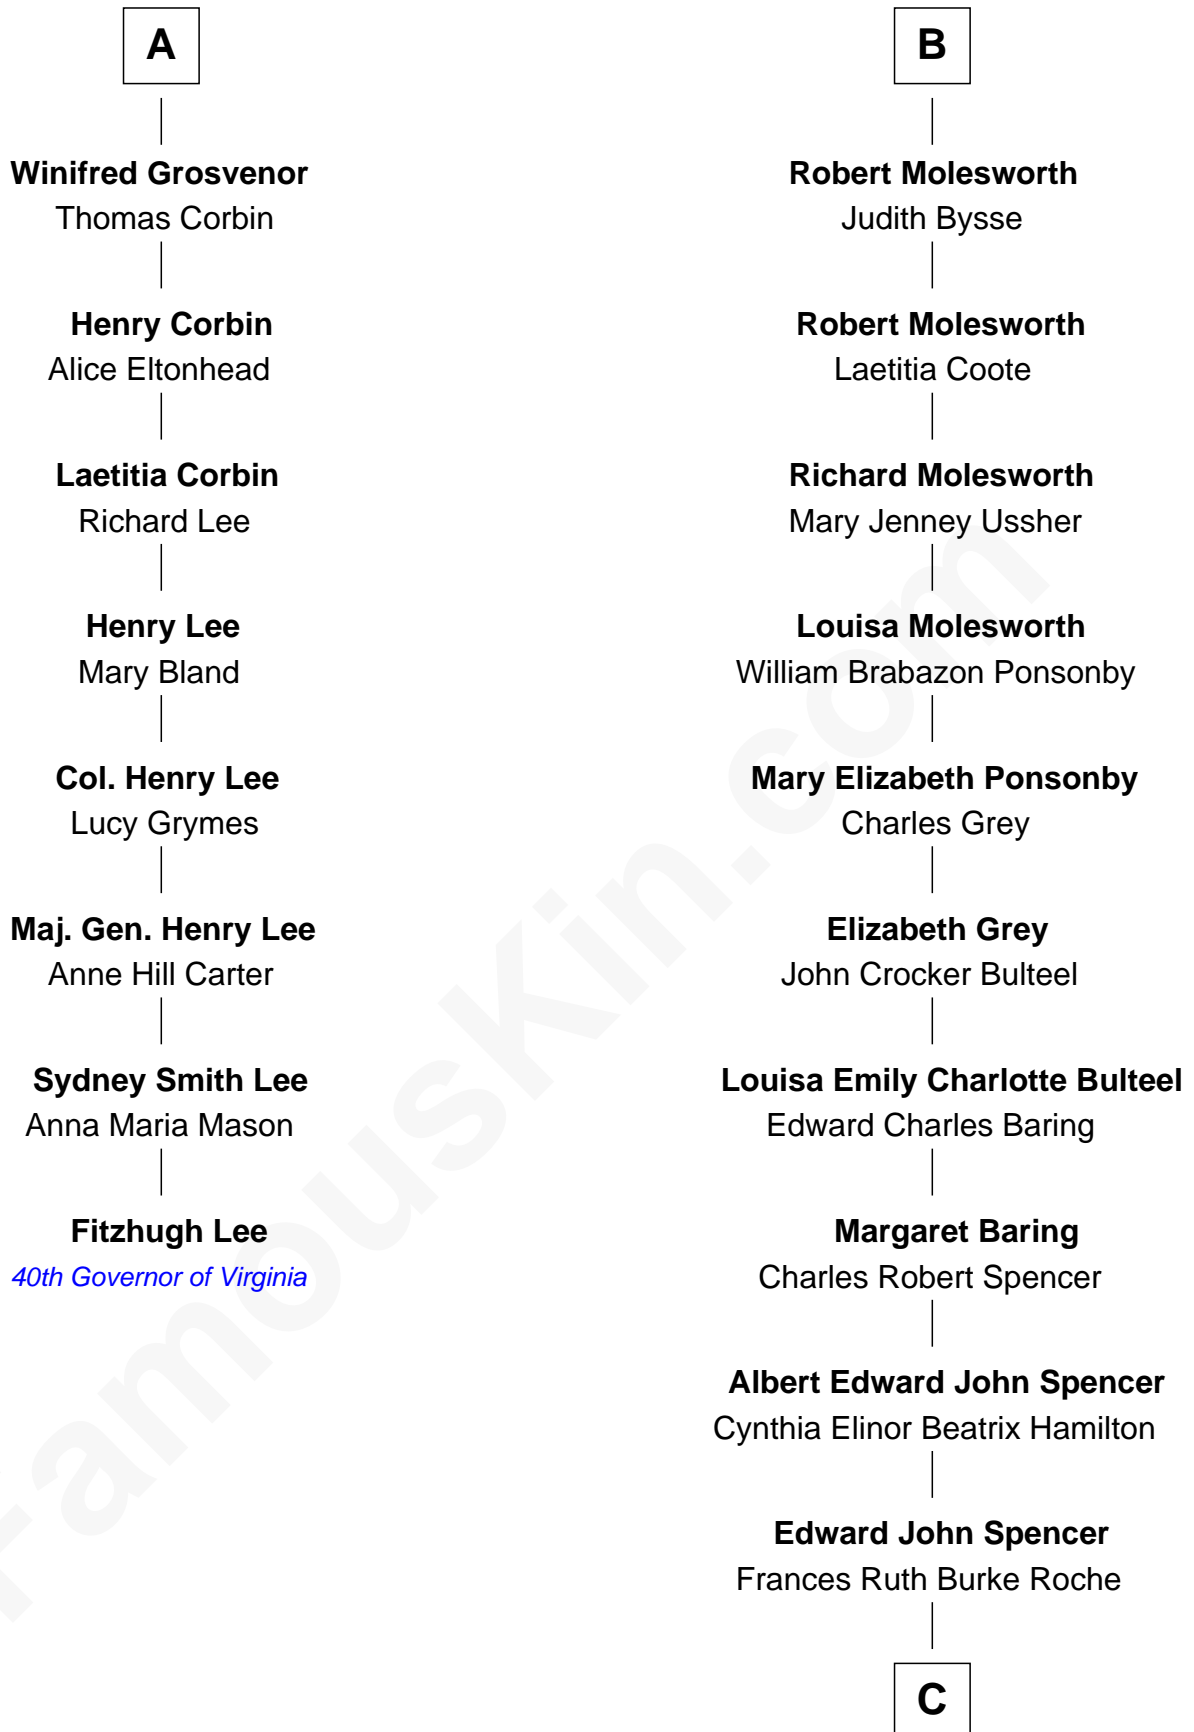 A
Winifred Grosvenor
Thomas Corbin
Henry Corbin
Alice Eltonhead
Laetitia Corbin
Richard Lee
Henry Lee
Mary Bland
Col. Henry Lee
Lucy Grymes
Maj. Gen. Henry Lee
Anne Hill Carter
Sydney Smith Lee
Anna Maria Mason
Fitzhugh Lee
40th Governor of Virginia
B
Robert Molesworth
Judith Bysse
Robert Molesworth
Laetitia Coote
Richard Molesworth
Mary Jenney Ussher
Louisa Molesworth
William Brabazon Ponsonby
Mary Elizabeth Ponsonby
Charles Grey
Elizabeth Grey
John Crocker Bulteel
Louisa Emily Charlotte Bulteel
Edward Charles Baring
Margaret Baring
Charles Robert Spencer
Albert Edward John Spencer
Cynthia Elinor Beatrix Hamilton
Edward John Spencer
Frances Ruth Burke Roche
C
FamousKin.com